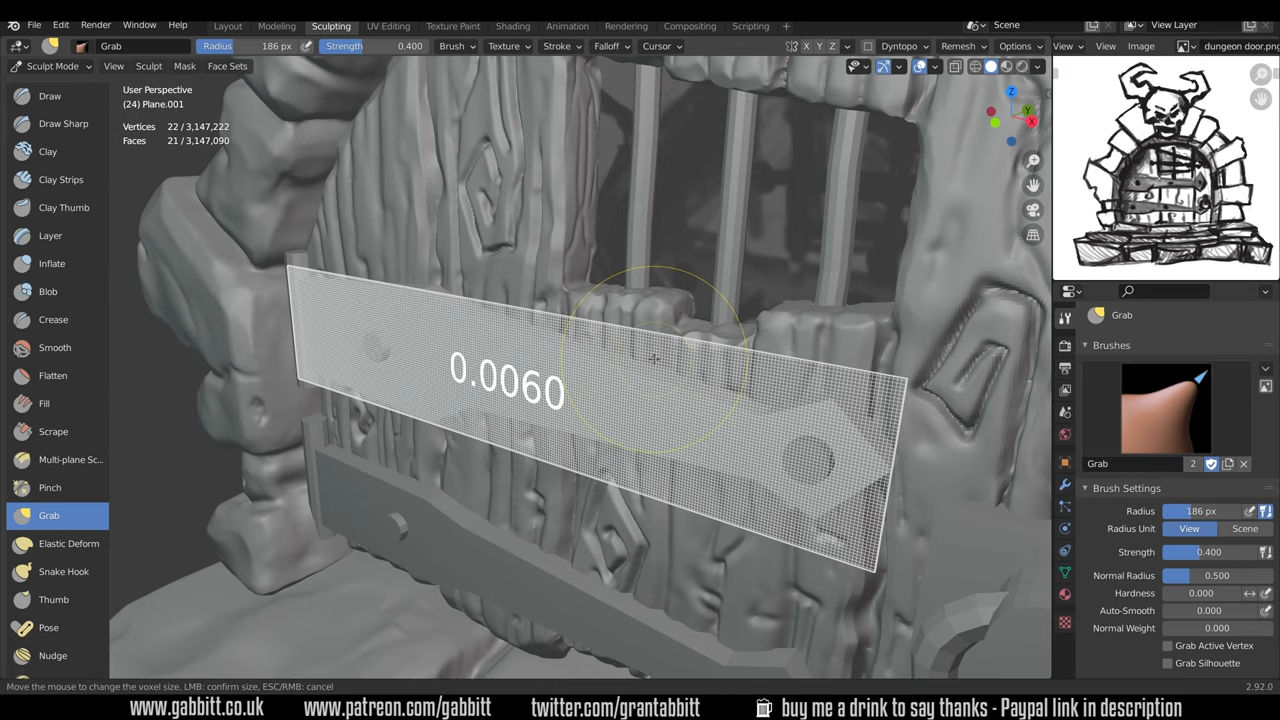 File Edit Render Window Help Layout Modeling Sculpting UV Editing Texture Paint Shading Animation Rendering Compositing Scripting + Scene View Layer
Grab Radius 186 px Strength 0.400 Brush Texture Stroke Falloff Cursor X Y Z Dyntopo Remesh Options View View Image dungeon door.png
Sculpt Mode View Sculpt Mask Face Sets
User Perspective
(24) Plane.001
Vertices 22 / 3,147,222
Faces 21 / 3,147,090
Z
Y
X
Draw
Draw Sharp
Clay
Clay Strips
Clay Thumb
Layer
Inflate
Blob
Crease
Smooth
Flatten
Fill
Scrape
Multi-plane Sc...
Pinch
Grab
Elastic Deform
Snake Hook
Thumb
Pose
Nudge
0.0060
Grab
Brushes
Grab 2
Brush Settings
Radius 186 px
Radius Unit View Scene
Strength 0.400
Normal Radius 0.500
Hardness 0.000
Auto-Smooth 0.000
Normal Weight 0.000
Grab Active Vertex
Grab Silhouette
Move the mouse to change the voxel size. LMB: confirm size, ESC/RMB: cancel 2.92.0
www.gabbitt.co.uk www.patreon.com/gabbitt twitter.com/grantabbitt buy me a drink to say thanks - Paypal link in description